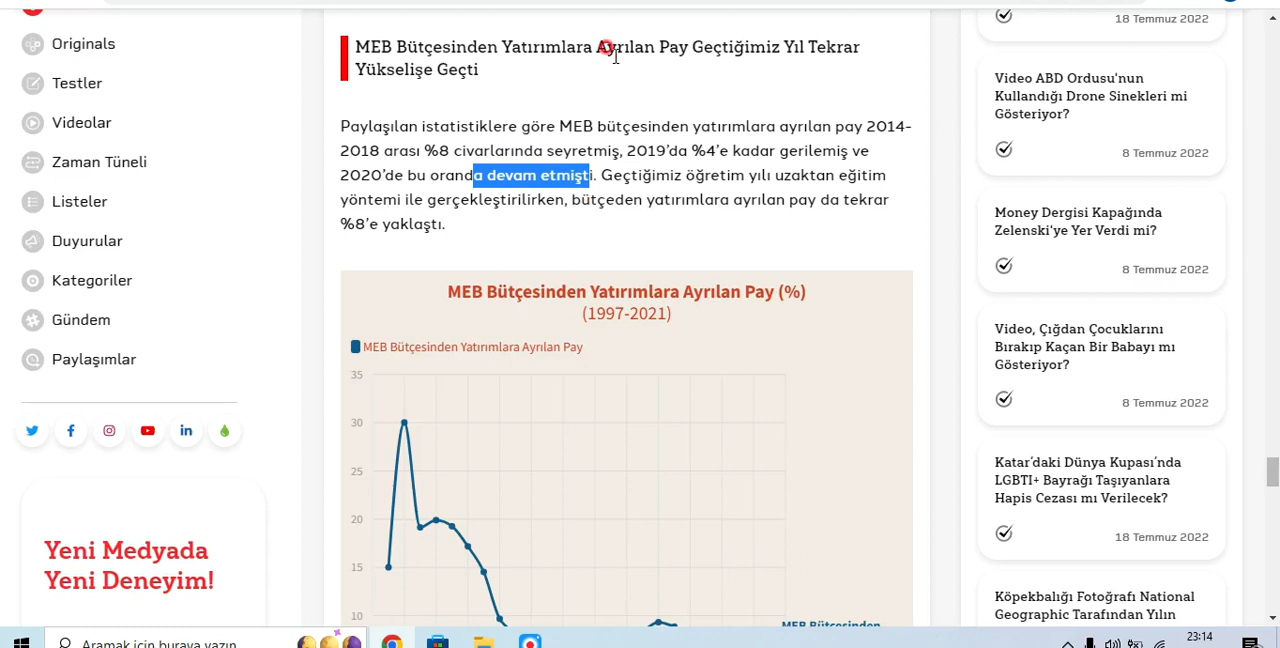 Originals
Testler
Videolar
Zaman Tüneli
Listeler
Duyurular
Kategoriler
Gündem
Paylaşımlar
Yeni Medyada
Yeni Deneyim!
MEB Bütçesinden Yatırımlara Ayrılan Pay Geçtiğimiz Yıl Tekrar
Yükselişe Geçti
Paylaşılan istatistiklere göre MEB bütçesinden yatırımlara ayrılan pay 2014-
2018 arası %8 civarlarında seyretmiş, 2019’da %4’e kadar gerilemiş ve
2020’de bu oranda devam etmişti. Geçtiğimiz öğretim yılı uzaktan eğitim
yöntemi ile gerçekleştirilirken, bütçeden yatırımlara ayrılan pay da tekrar
%8’e yaklaştı.
MEB Bütçesinden Yatırımlara Ayrılan Pay (%)
(1997-2021)
MEB Bütçesinden Yatırımlara Ayrılan Pay
35
30
25
20
15
10
MEB Bütçesinden
18 Temmuz 2022
Video ABD Ordusu'nun
Kullandığı Drone Sinekleri mi
Gösteriyor?
8 Temmuz 2022
Money Dergisi Kapağında
Zelenski'ye Yer Verdi mi?
8 Temmuz 2022
Video, Çığdan Çocuklarını
Bırakıp Kaçan Bir Babayı mı
Gösteriyor?
8 Temmuz 2022
Katar’daki Dünya Kupası’nda
LGBTI+ Bayrağı Taşıyanlara
Hapis Cezası mı Verilecek?
18 Temmuz 2022
Köpekbalığı Fotoğrafı National
Geographic Tarafından Yılın
Aramak için buraya yazın
23:14